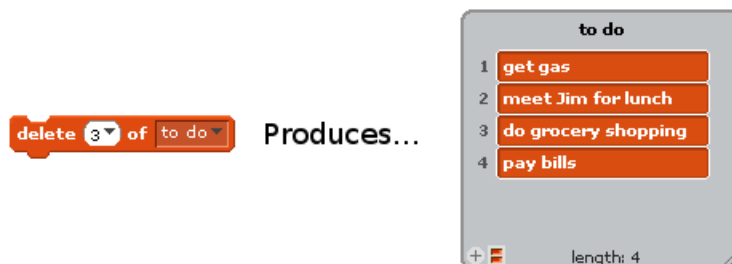 delete 3 of to do
Produces...
to do
1 get gas
2 meet Jim for lunch
3 do grocery shopping
4 pay bills
+ = length: 4